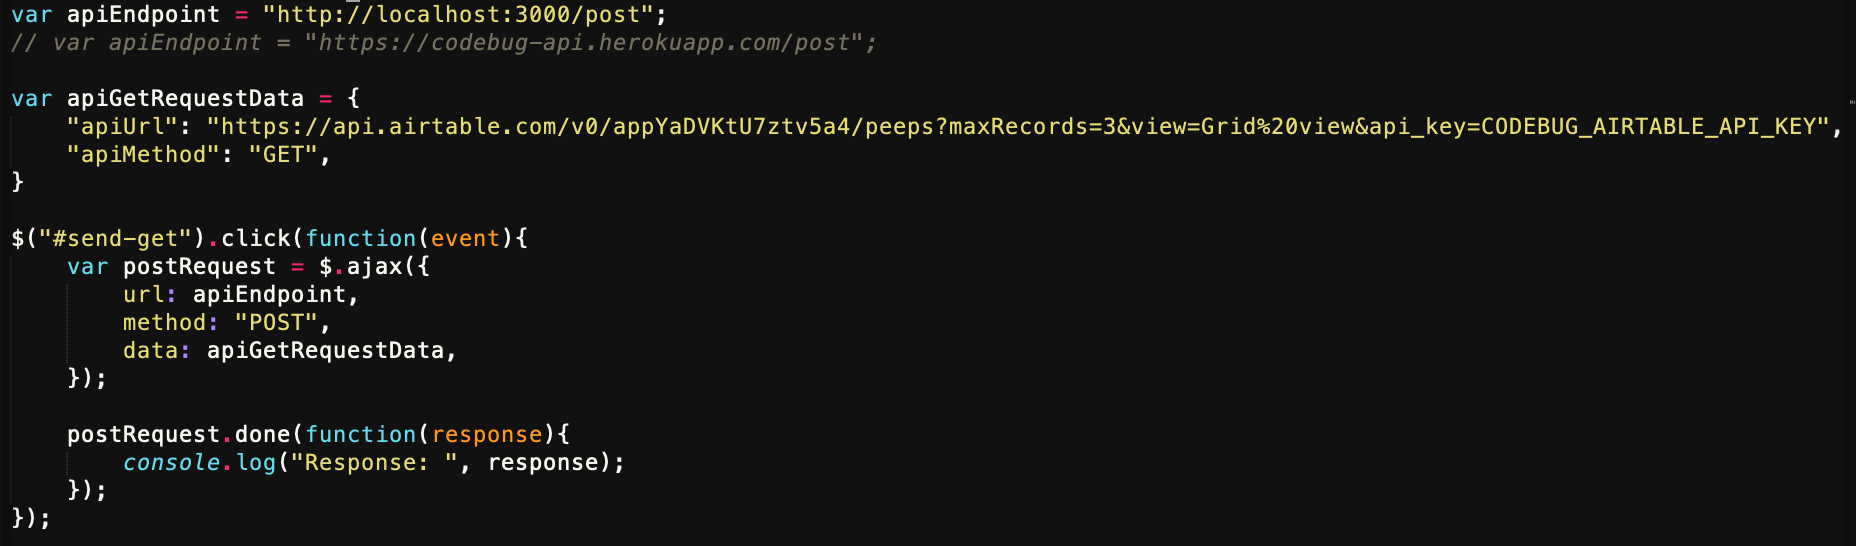 var apiEndpoint = "http://localhost:3000/post";
// var apiEndpoint = "https://codebug-api.herokuapp.com/post";
var apiGetRequestData = {
    "apiUrl": "https://api.airtable.com/v0/appYaDVKtU7ztv5a4/peeps?maxRecords=3&view=Grid%20view&api_key=CODEBUG_AIRTABLE_API_KEY",
    "apiMethod": "GET",
}
$("#send-get").click(function(event){
    var postRequest = $.ajax({
        url: apiEndpoint,
        method: "POST",
        data: apiGetRequestData,
    });
    postRequest.done(function(response){
        console.log("Response: ", response);
    });
});